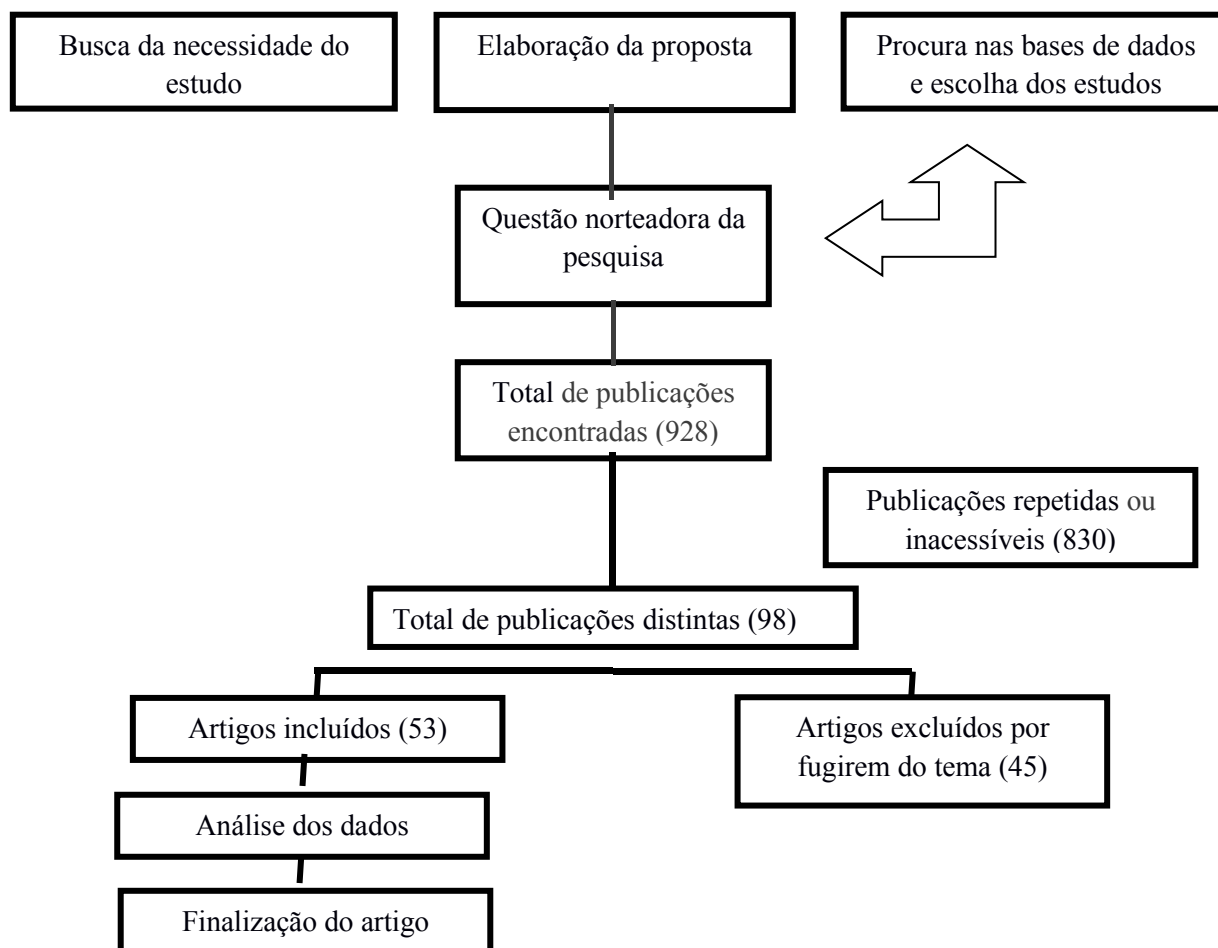 Busca da necessidade do
estudo
Elaboração da proposta
Procura nas bases de dados
e escolha dos estudos
Questão norteadora da
pesquisa
Total de publicações
encontradas (928)
Publicações repetidas ou
inacessíveis (830)
Total de publicações distintas (98)
Artigos incluídos (53)
Artigos excluídos por
fugirem do tema (45)
Análise dos dados
Finalização do artigo